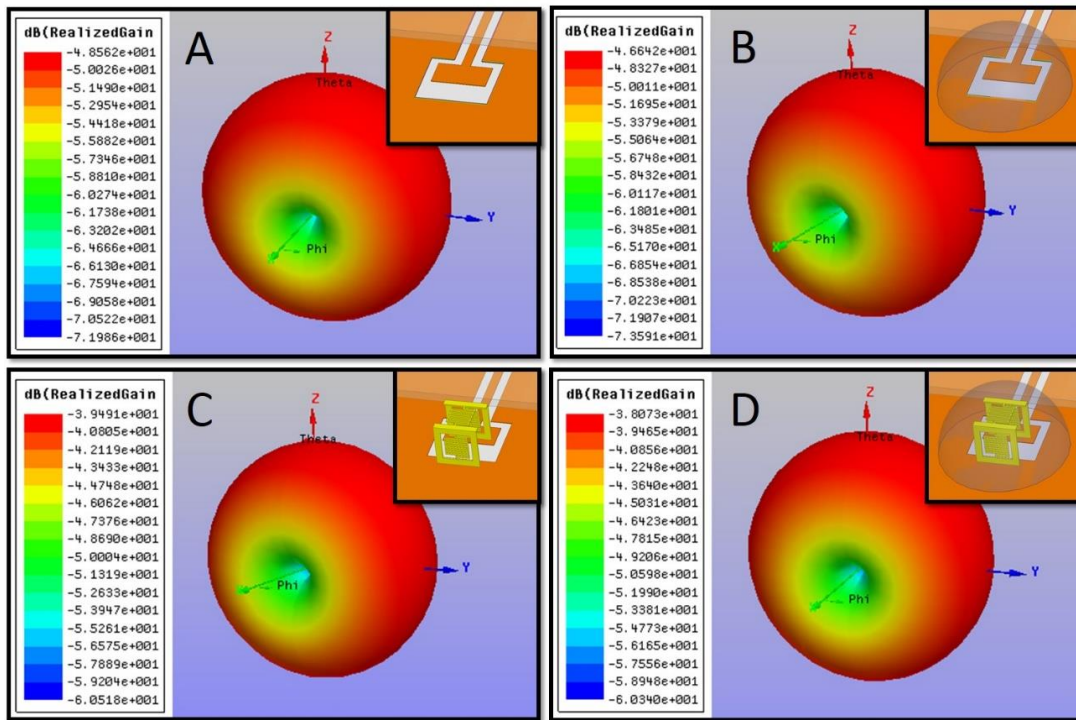 dB(RealizedGain
-4.8562e+001
-5.0026e+001
-5.1490e+001
-5.2954e+001
-5.4418e+001
-5.5882e+001
-5.7346e+001
-5.8810e+001
-6.0274e+001
-6.1738e+001
-6.3202e+001
-6.4666e+001
-6.6130e+001
-6.7594e+001
-6.9058e+001
-7.0522e+001
-7.1986e+001
A
Z
Theta
Y
Phi
dB(RealizedGain
-4.6642e+001
-4.8327e+001
-5.0011e+001
-5.1695e+001
-5.3379e+001
-5.5064e+001
-5.6748e+001
-5.8432e+001
-6.0117e+001
-6.1801e+001
-6.3485e+001
-6.5170e+001
-6.6854e+001
-6.8538e+001
-7.0223e+001
-7.1907e+001
-7.3591e+001
B
Z
Theta
Y
Phi
dB(RealizedGain
-3.9491e+001
-4.0805e+001
-4.2119e+001
-4.3433e+001
-4.4748e+001
-4.6062e+001
-4.7376e+001
-4.8690e+001
-5.0004e+001
-5.1319e+001
-5.2633e+001
-5.3947e+001
-5.5261e+001
-5.6575e+001
-5.7889e+001
-5.9204e+001
-6.0518e+001
C
Z
Theta
Y
Phi
dB(RealizedGain
-3.8073e+001
-3.9465e+001
-4.0856e+001
-4.2248e+001
-4.3640e+001
-4.5031e+001
-4.6423e+001
-4.7815e+001
-4.9206e+001
-5.0598e+001
-5.1990e+001
-5.3381e+001
-5.4773e+001
-5.6165e+001
-5.7556e+001
-5.8948e+001
-6.0340e+001
D
Z
Theta
Y
Phi